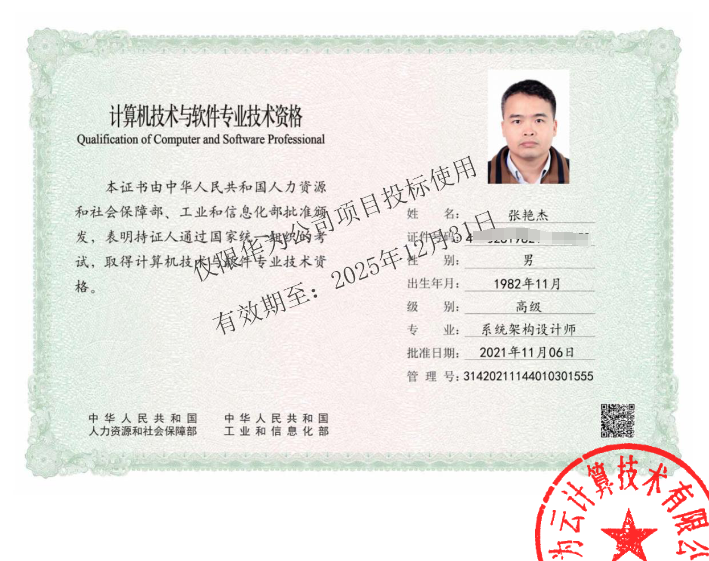 计算机技术与软件专业技术资格
Qualification of Computer and Software Professional
本证书由中华人民共和国人力资源
和社会保障部、工业和信息化部批准颁
发，表明持证人通过国家统一组织的考
试，取得计算机技术与软件专业技术资
格。
中华人民共和国
人力资源和社会保障部
中华人民共和国
工业和信息化部
姓 名： 张艳杰
证件号码：4
性 别： 男
出生年月： 1982年11月
级 别： 高级
专 业： 系统架构设计师
批准日期： 2021年11月06日
管 理 号：31420211144010301555
仅限华为公司项目投标使用
有效期至：2025年12月31日
为云计算技术有限公